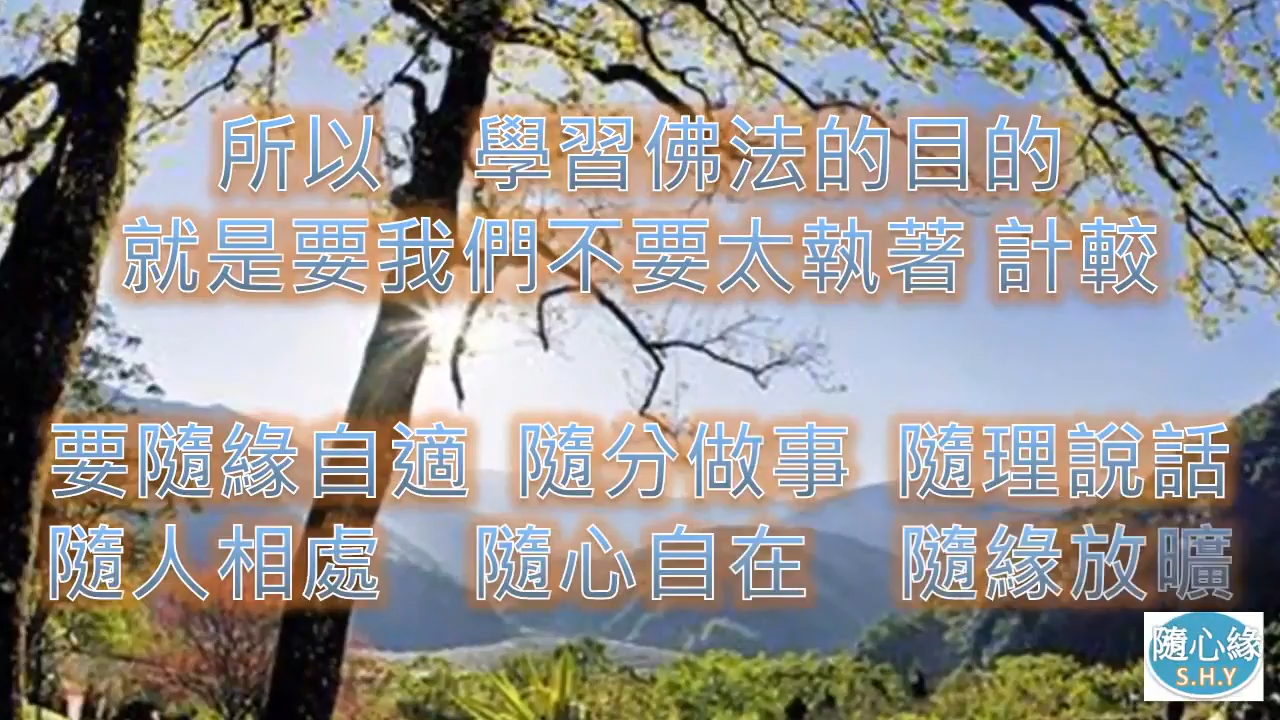 所以 學習佛法的目的
就是要我們不要太執著 計較
要隨緣自適 隨分做事 隨理說話
隨人相處 隨心自在 隨緣放曠
隨心緣
S.H.Y